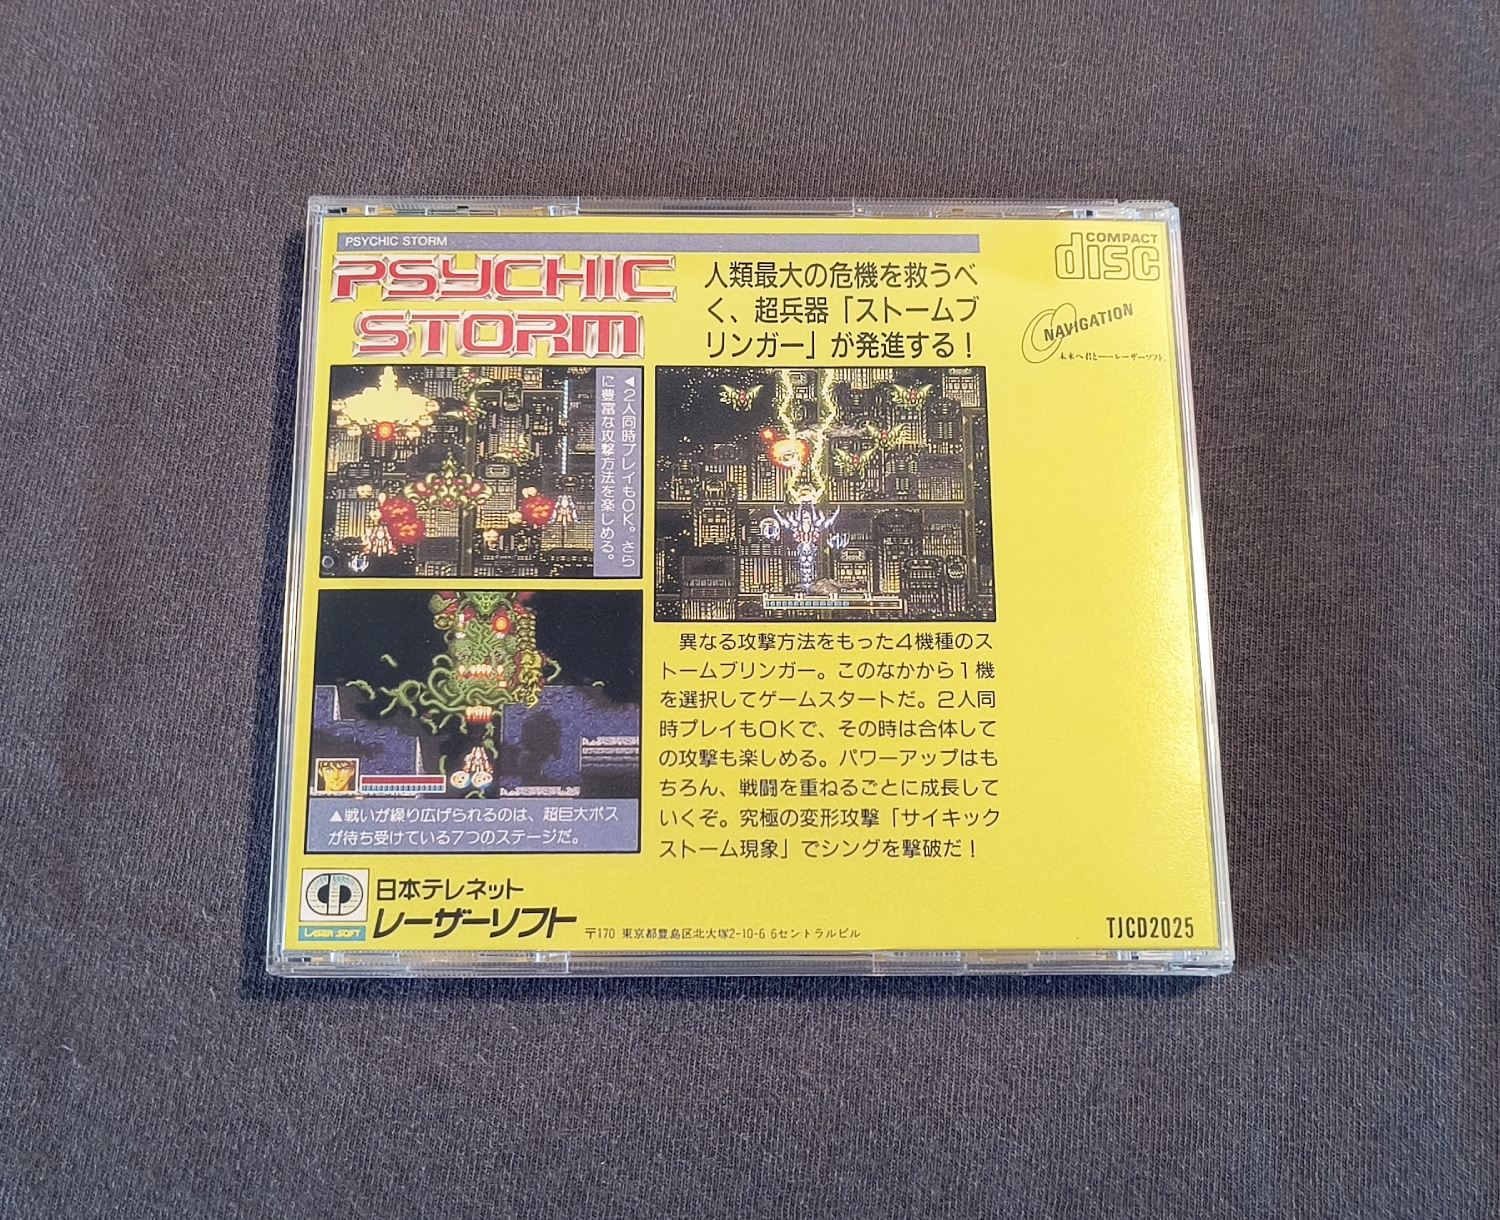 PSYCHIC STORM
PSYCHIC
STORM
人類最大の危機を救うべ
く、超兵器「ストームブ
リンガー」が発進する！
COMPACT
disc
NAVIGATION
未来へ君と──レーザーソフト。
◀2人同時プレイもOK。さら
に豊富な攻撃方法を楽しめる。
異なる攻撃方法をもった4機種のス
トームブリンガー。このなかから1機
を選択してゲームスタートだ。2人同
時プレイもOKで、その時は合体して
の攻撃も楽しめる。パワーアップはも
ちろん、戦闘を重ねるごとに成長して
いくぞ。究極の変形攻撃「サイキック
ストーム現象」でシングを撃破だ！
▲戦いが繰り広げられるのは、超巨大ボス
が待ち受けている7つのステージだ。
LASER SOFT
日本テレネット
レーザーソフト
〒170 東京都豊島区北大塚2-10-6 6セントラルビル
TJCD2025